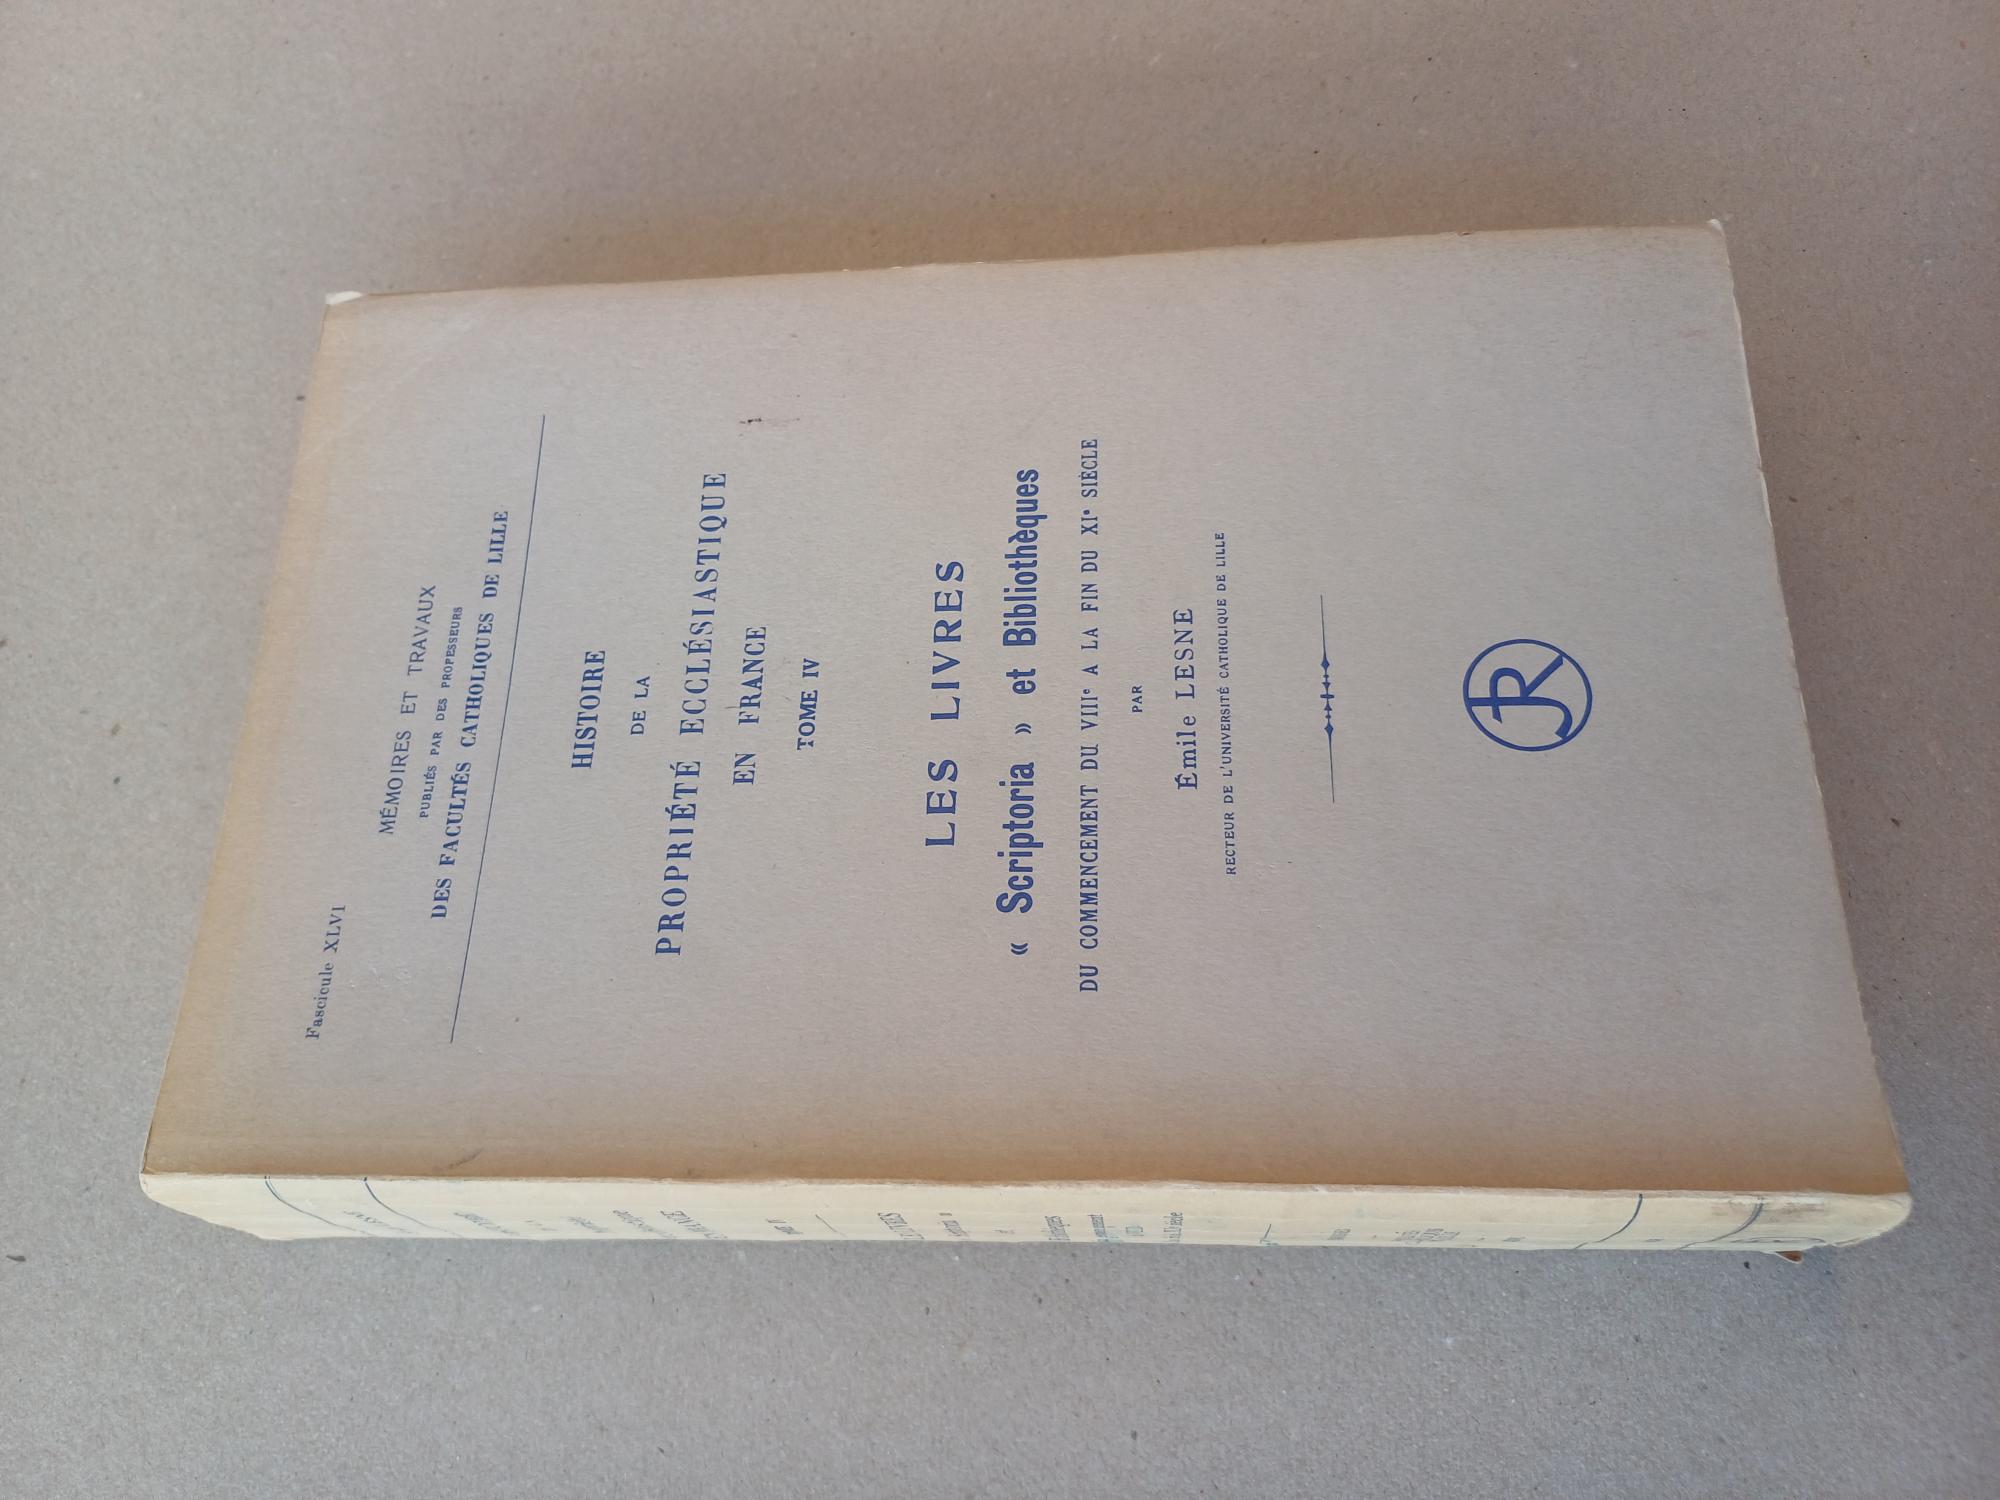 Fascicule XLVI
MÉMOIRES ET TRAVAUX
PUBLIÉS PAR DES PROFESSEURS
DES FACULTÉS CATHOLIQUES DE LILLE
HISTOIRE
DE LA
PROPRIÉTÉ ECCLÉSIASTIQUE
EN FRANCE
TOME IV
LES LIVRES
« Scriptoria » et Bibliothèques
DU COMMENCEMENT DU VIIIe A LA FIN DU XIe SIÈCLE
PAR
Émile LESNE
RECTEUR DE L'UNIVERSITÉ CATHOLIQUE DE LILLE
JR